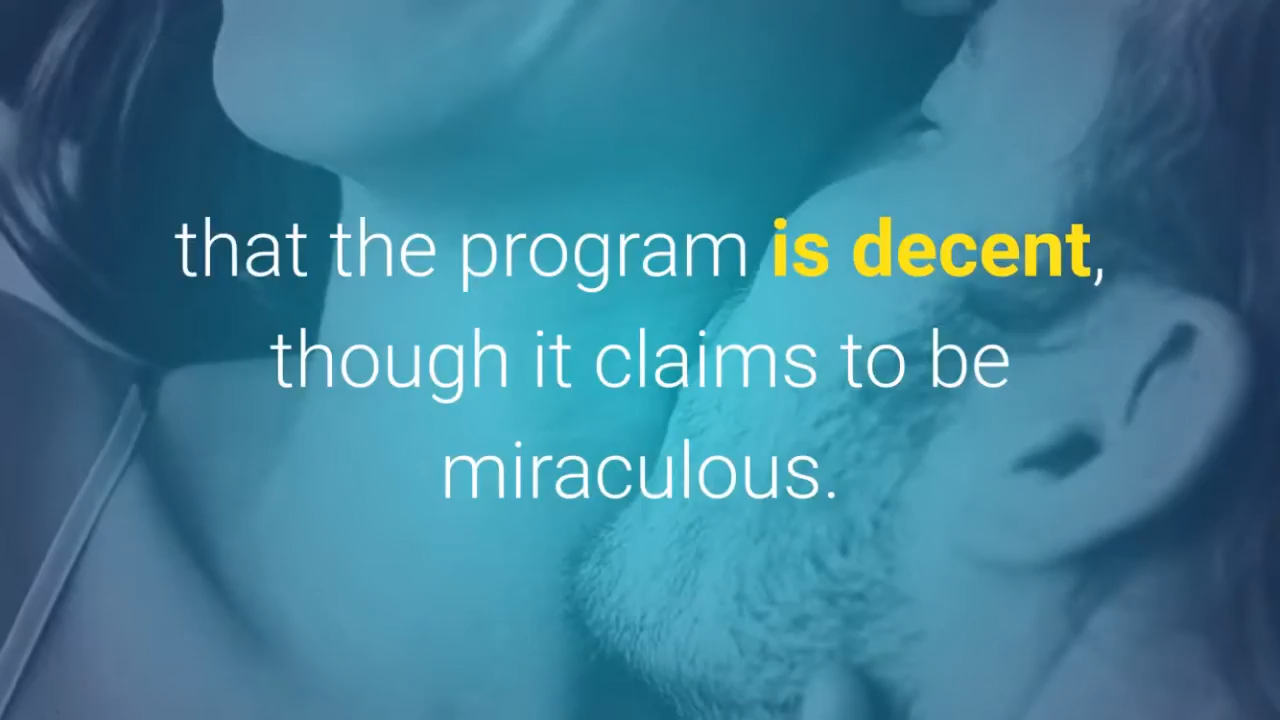 that the program is decent,
though it claims to be
miraculous.